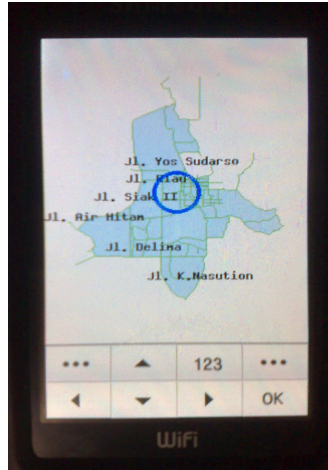 Jl. Yos Sudarso
Jl. Riau
Jl. Siak II
Jl. Air Hitam
Jl. Delima
Jl. K.Nasution
123
OK
WiFi